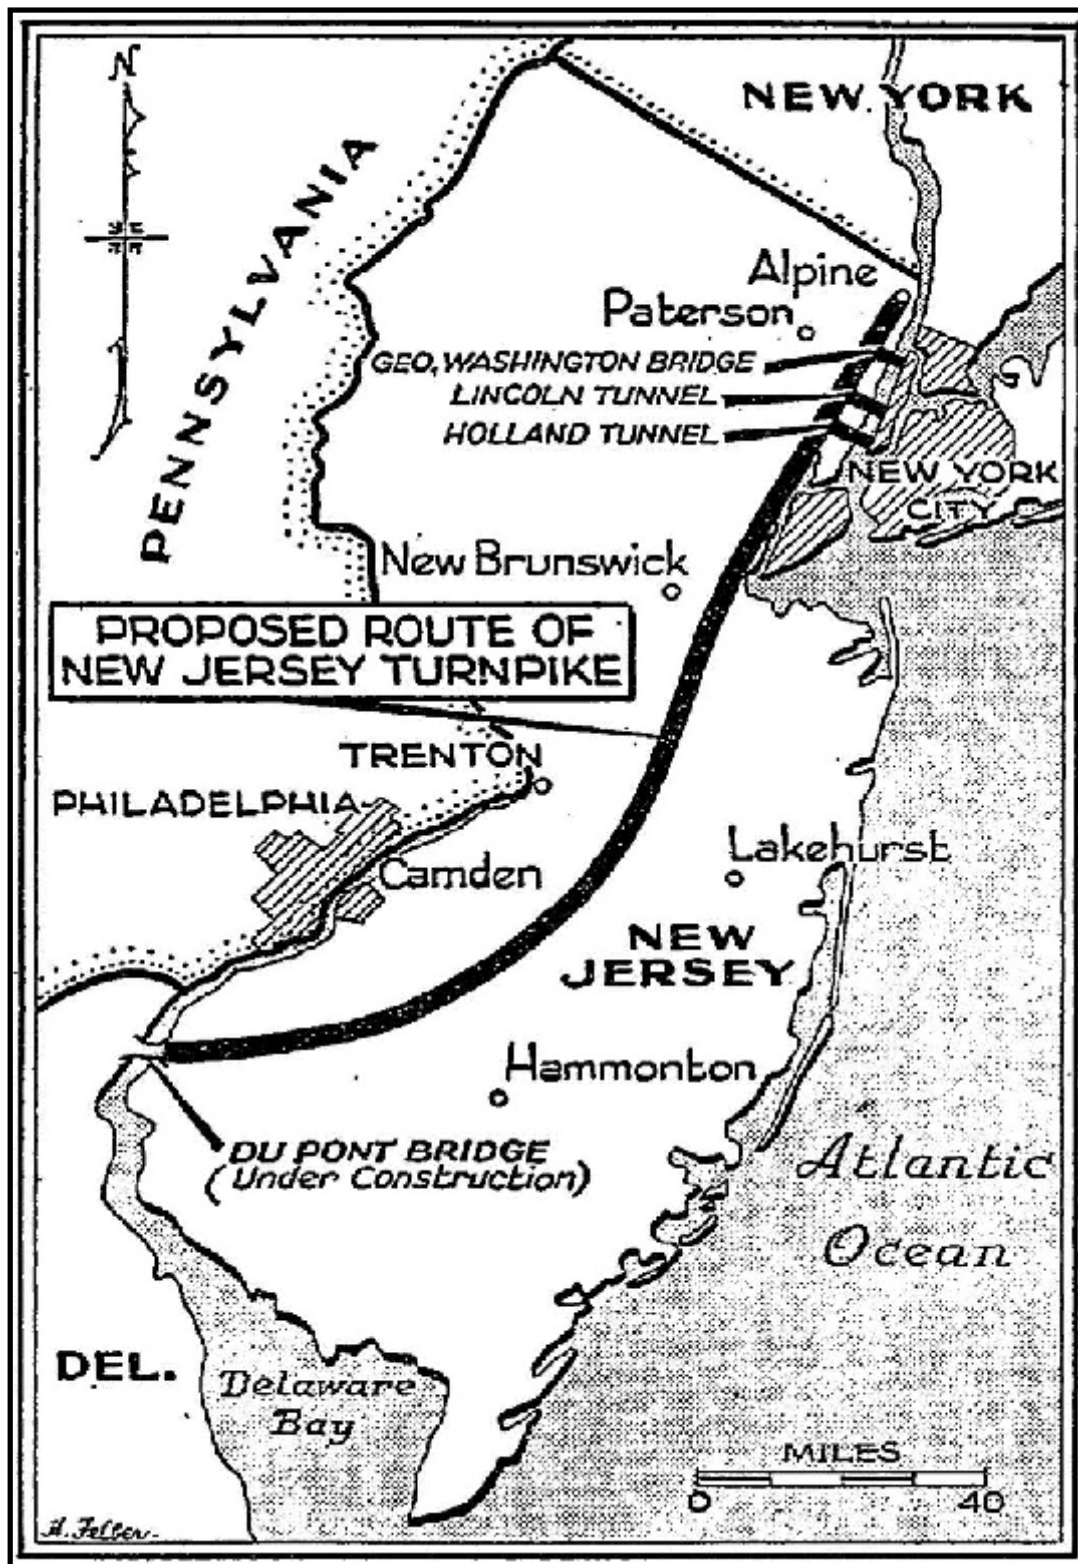 N
NEW YORK
PENNSYLVANIA
Alpine
Paterson
GEO, WASHINGTON BRIDGE
LINCOLN TUNNEL
HOLLAND TUNNEL
NEW YORK
CITY
New Brunswick
PROPOSED ROUTE OF
NEW JERSEY TURNPIKE
TRENTON
PHILADELPHIA
Lakehurst
Camden
NEW
JERSEY
Hammonton
DU PONT BRIDGE
(Under Construction)
Atlantic
Ocean
DEL.
Delaware
Bay
MILES
0 40
H. Feller